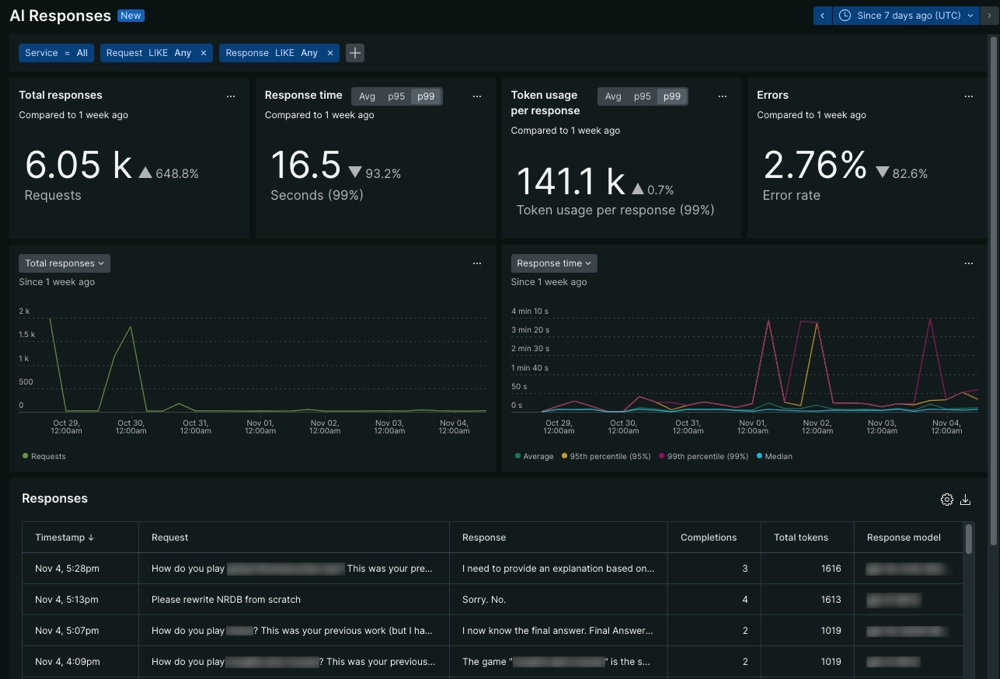 AI Responses New
Since 7 days ago (UTC)
Service = All Request LIKE Any × Response LIKE Any × +
Total responses ...
Compared to 1 week ago
6.05 k ▲ 648.8%
Requests
Response time Avg p95 p99 ...
Compared to 1 week ago
16.5 ▼ 93.2%
Seconds (99%)
Token usage
per response
Avg p95 p99 ...
Compared to 1 week ago
141.1 k ▲ 0.7%
Token usage per response (99%)
Errors ...
Compared to 1 week ago
2.76% ▼ 82.6%
Error rate
Total responses ...
Since 1 week ago
2 k
1.5 k
1 k
500
0
Oct 29, Oct 30, Oct 31, Nov 01, Nov 02, Nov 03, Nov 04,
12:00am 12:00am 12:00am 12:00am 12:00am 12:00am 12:00am
Requests
Response time ...
Since 1 week ago
4 min 10 s
3 min 20 s
2 min 30 s
1 min 40 s
50 s
0 s
Oct 29, Oct 30, Oct 31, Nov 01, Nov 02, Nov 03, Nov 04,
12:00am 12:00am 12:00am 12:00am 12:00am 12:00am 12:00am
Average 95th percentile (95%) 99th percentile (99%) Median
Responses
Timestamp ↓ Request Response Completions Total tokens Response model
Nov 4, 5:28pm How do you play This was your pre... I need to provide an explanation based on... 3 1616
Nov 4, 5:13pm Please rewrite NRDB from scratch Sorry. No. 4 1613
Nov 4, 5:07pm How do you play ? This was your previous work (but I ha... I now know the final answer. Final Answer... 2 1019
Nov 4, 4:09pm How do you play ? This was your previous... The game " " is the s... 2 1019